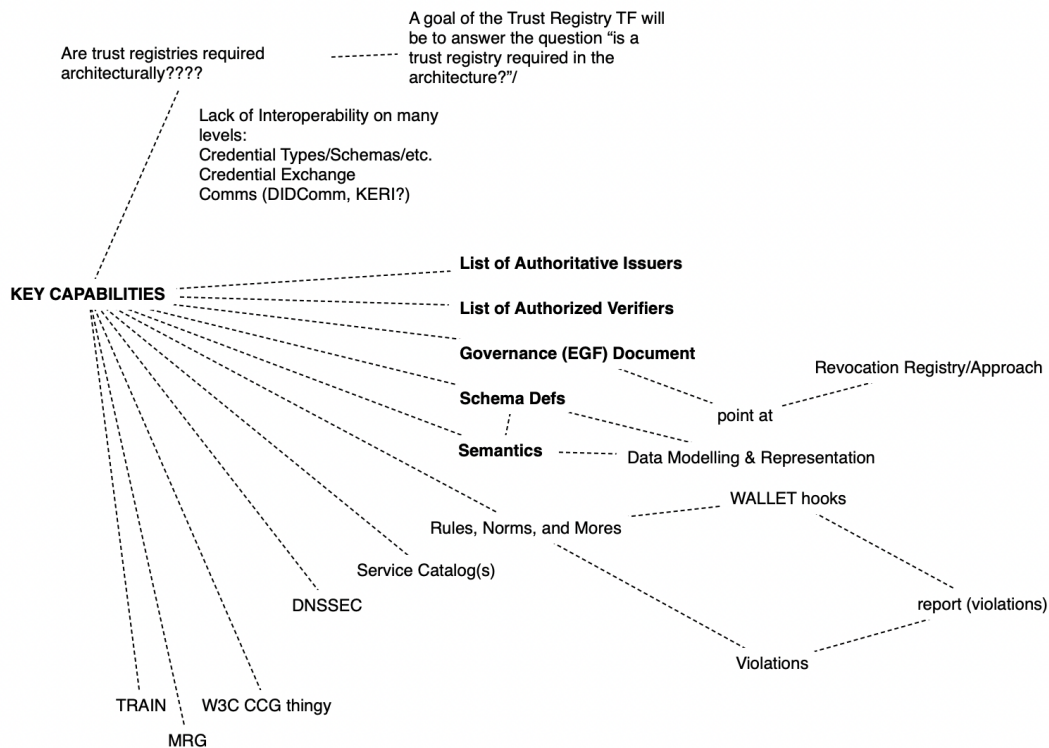 A goal of the Trust Registry TF will
be to answer the question “is a
trust registry required in the
architecture?”/
Are trust registries required
architecturally????
Lack of Interoperability on many
levels:
Credential Types/Schemas/etc.
Credential Exchange
Comms (DIDComm, KERI?)
KEY CAPABILITIES
List of Authoritative Issuers
List of Authorized Verifiers
Governance (EGF) Document
Revocation Registry/Approach
Schema Defs
point at
Semantics
Data Modelling & Representation
WALLET hooks
Rules, Norms, and Mores
Service Catalog(s)
DNSSEC
report (violations)
Violations
TRAIN
W3C CCG thingy
MRG